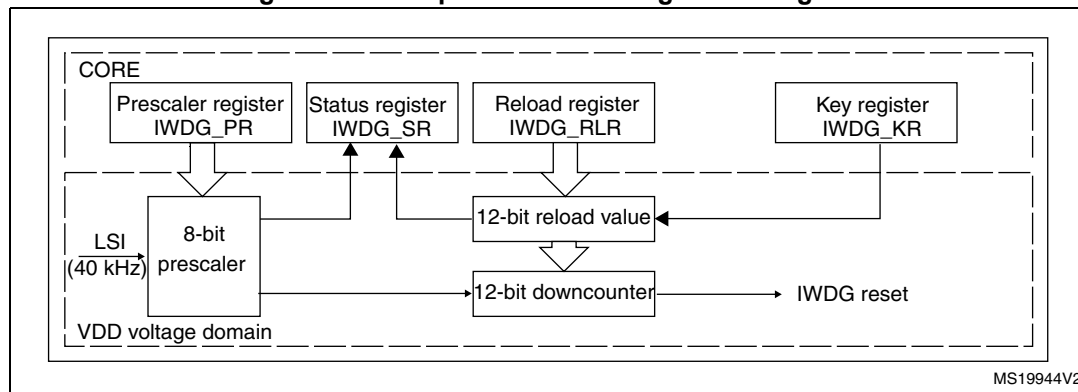 CORE
Prescaler register
IWDG_PR
Status register
IWDG_SR
Reload register
IWDG_RLR
Key register
IWDG_KR
LSI
(40 kHz)
8-bit
prescaler
12-bit reload value
12-bit downcounter
IWDG reset
VDD voltage domain
MS19944V2